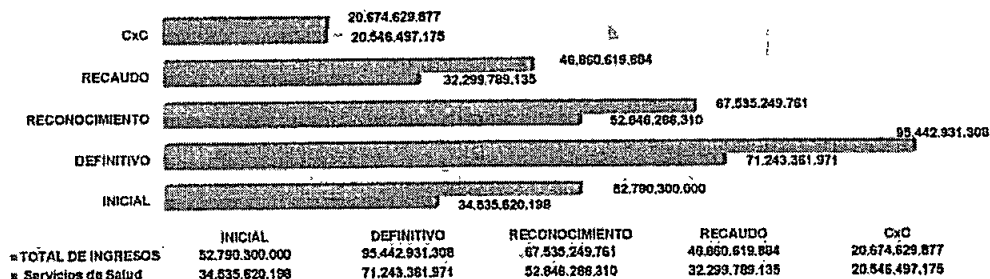 20.674.629.877
CxC
20.546.497.175
46.860.619.884
RECAUDO
32.299.789.135
67.535.249.761
RECONOCIMIENTO
52.846.286.310
95.442.931.308
DEFINITIVO
71.243.361.971
52.790.300.000
INICIAL
34.535.620.198
INICIAL DEFINITIVO RECONOCIMIENTO RECAUDO CxC
TOTAL DE INGRESOS 52.790.300.000 95.442.931.308 67.535.249.761 46.860.619.884 20.674.629.877
Servicios de Salud 34.535.620.198 71.243.361.971 52.846.286.310 32.299.789.135 20.546.497.175